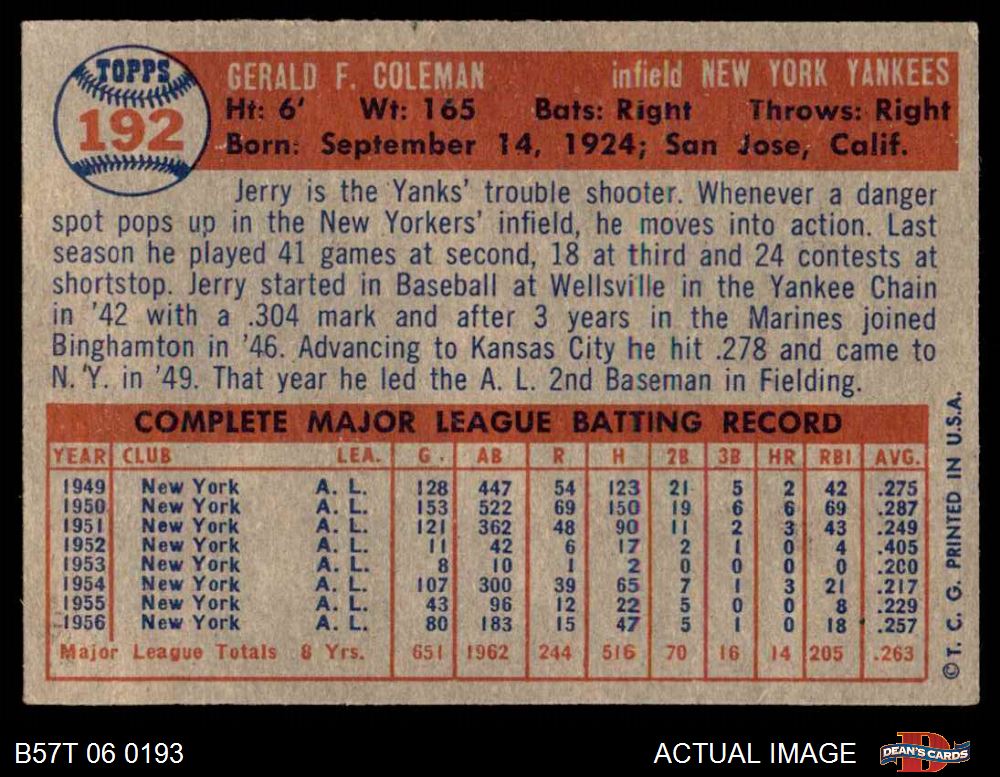 TOPPS
192
GERALD F. COLEMAN infield NEW YORK YANKEES
Ht: 6' Wt: 165 Bats: Right Throws: Right
Born: September 14, 1924; San Jose, Calif.
Jerry is the Yanks' trouble shooter. Whenever a danger
spot pops up in the New Yorkers' infield, he moves into action. Last
season he played 41 games at second, 18 at third and 24 contests at
shortstop. Jerry started in Baseball at Wellsville in the Yankee Chain
in '42 with a .304 mark and after 3 years in the Marines joined
Binghamton in '46. Advancing to Kansas City he hit .278 and came to
N. Y. in '49. That year he led the A. L. 2nd Baseman in Fielding.
COMPLETE MAJOR LEAGUE BATTING RECORD
YEAR CLUB LEA. G. AB R H 2B 3B HR RBI AVG.
1949 New York A. L. 128 447 54 123 21 5 2 42 .275
1950 New York A. L. 153 522 69 150 19 6 6 69 .287
1951 New York A. L. 121 362 48 90 11 2 3 43 .249
1952 New York A. L. 11 42 6 17 2 1 0 4 .405
1953 New York A. L. 8 10 1 2 0 0 0 0 .200
1954 New York A. L. 107 300 39 65 7 1 3 21 .217
1955 New York A. L. 43 96 12 22 5 0 0 8 .229
1956 New York A. L. 80 183 15 47 5 1 0 18 .257
Major League Totals 8 Yrs. 651 1962 244 516 70 16 14 205 .263
© T. C. G. PRINTED IN U.S.A.
B57T 06 0193 ACTUAL IMAGE
D
DEAN'S CARDS